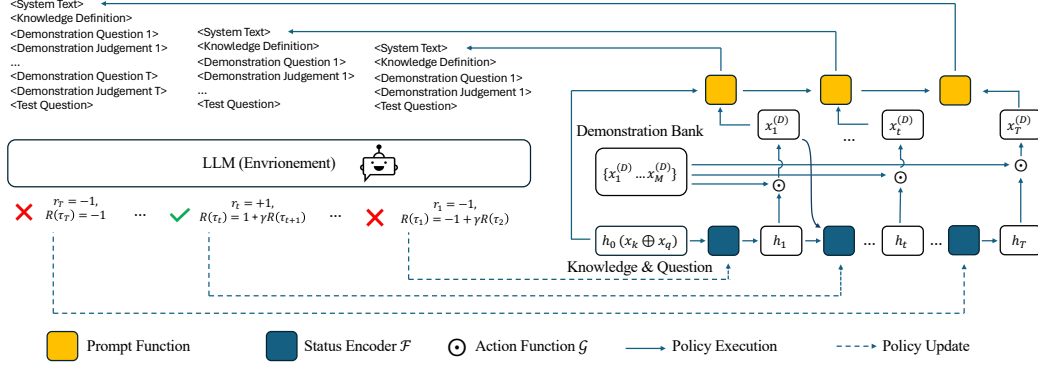 <System Text>
<Knowledge Definition>
<Demonstration Question 1>
<Demonstration Judgement 1>
...
<Demonstration Question T>
<Demonstration Judgement T>
<Test Question>
<System Text>
<Knowledge Definition>
<Demonstration Question 1>
<Demonstration Judgement 1>
...
<Test Question>
<System Text>
<Knowledge Definition>
<Demonstration Question 1>
<Demonstration Judgement 1>
<Test Question>
LLM (Envrionement)
r_T = −1,
R(τ_T) = −1
...
r_t = +1,
R(τ_t) = 1 + γR(τ_{t+1})
...
r_1 = −1,
R(τ_1) = −1 + γR(τ_2)
x_1^{(D)}
...
x_t^{(D)}
x_T^{(D)}
Demonstration Bank
{x_1^{(D)} ... x_M^{(D)}}
h_0 (x_k ⊕ x_q)
h_1
...
h_t
...
h_T
Knowledge & Question
Prompt Function
Status Encoder ℱ
Action Function 𝒢
Policy Execution
Policy Update